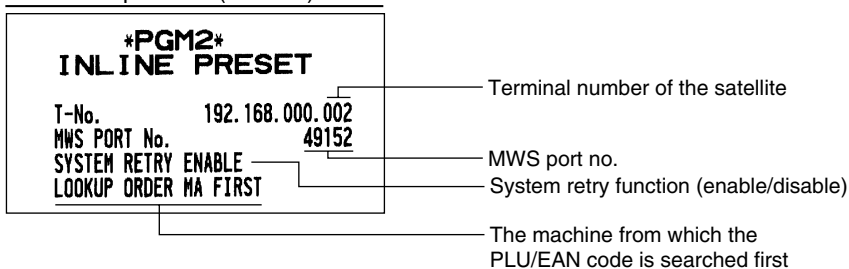 *PGM2*
INLINE PRESET
T-No. 192.168.000.002
MWS PORT No. 49152
SYSTEM RETRY ENABLE
LOOKUP ORDER MA FIRST
Terminal number of the satellite
MWS port no.
System retry function (enable/disable)
The machine from which the
PLU/EAN code is searched first